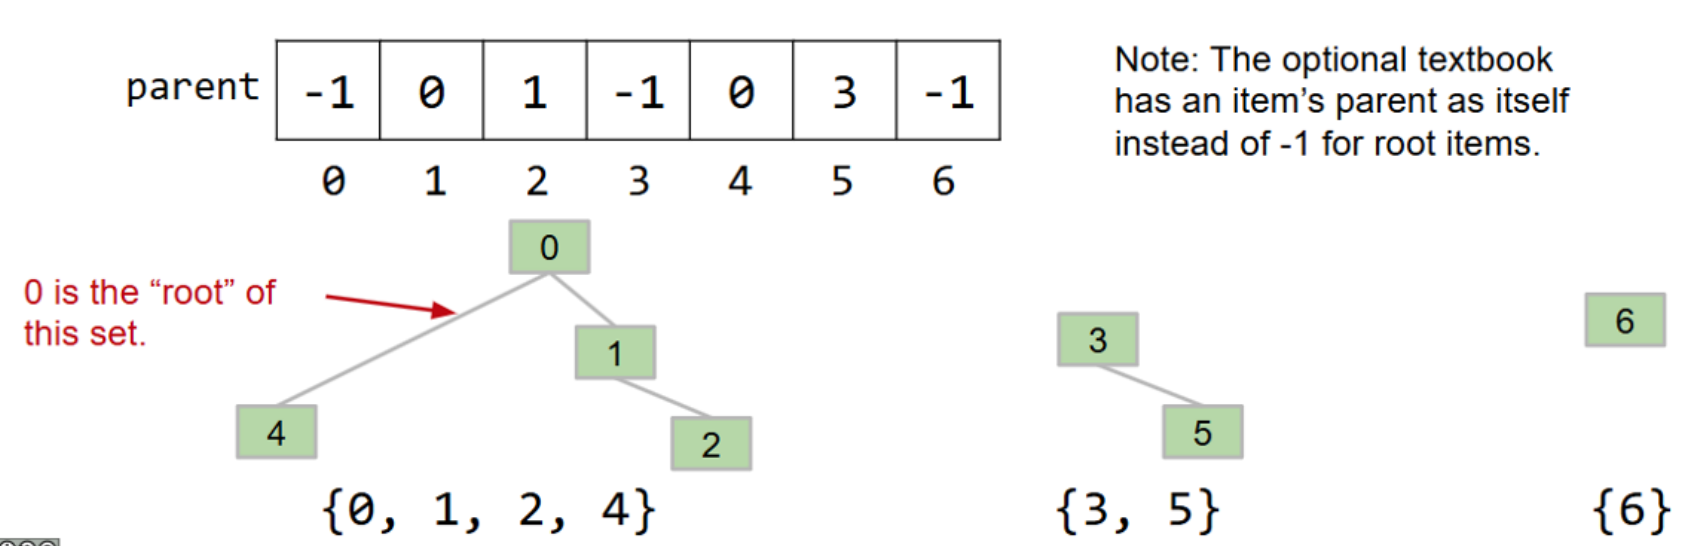 parent -1 0 1 -1 0 3 -1
0 1 2 3 4 5 6
Note: The optional textbook
has an item’s parent as itself
instead of -1 for root items.
0 is the “root” of
this set.
0
1
4
2
3
5
6
{0, 1, 2, 4}
{3, 5}
{6}